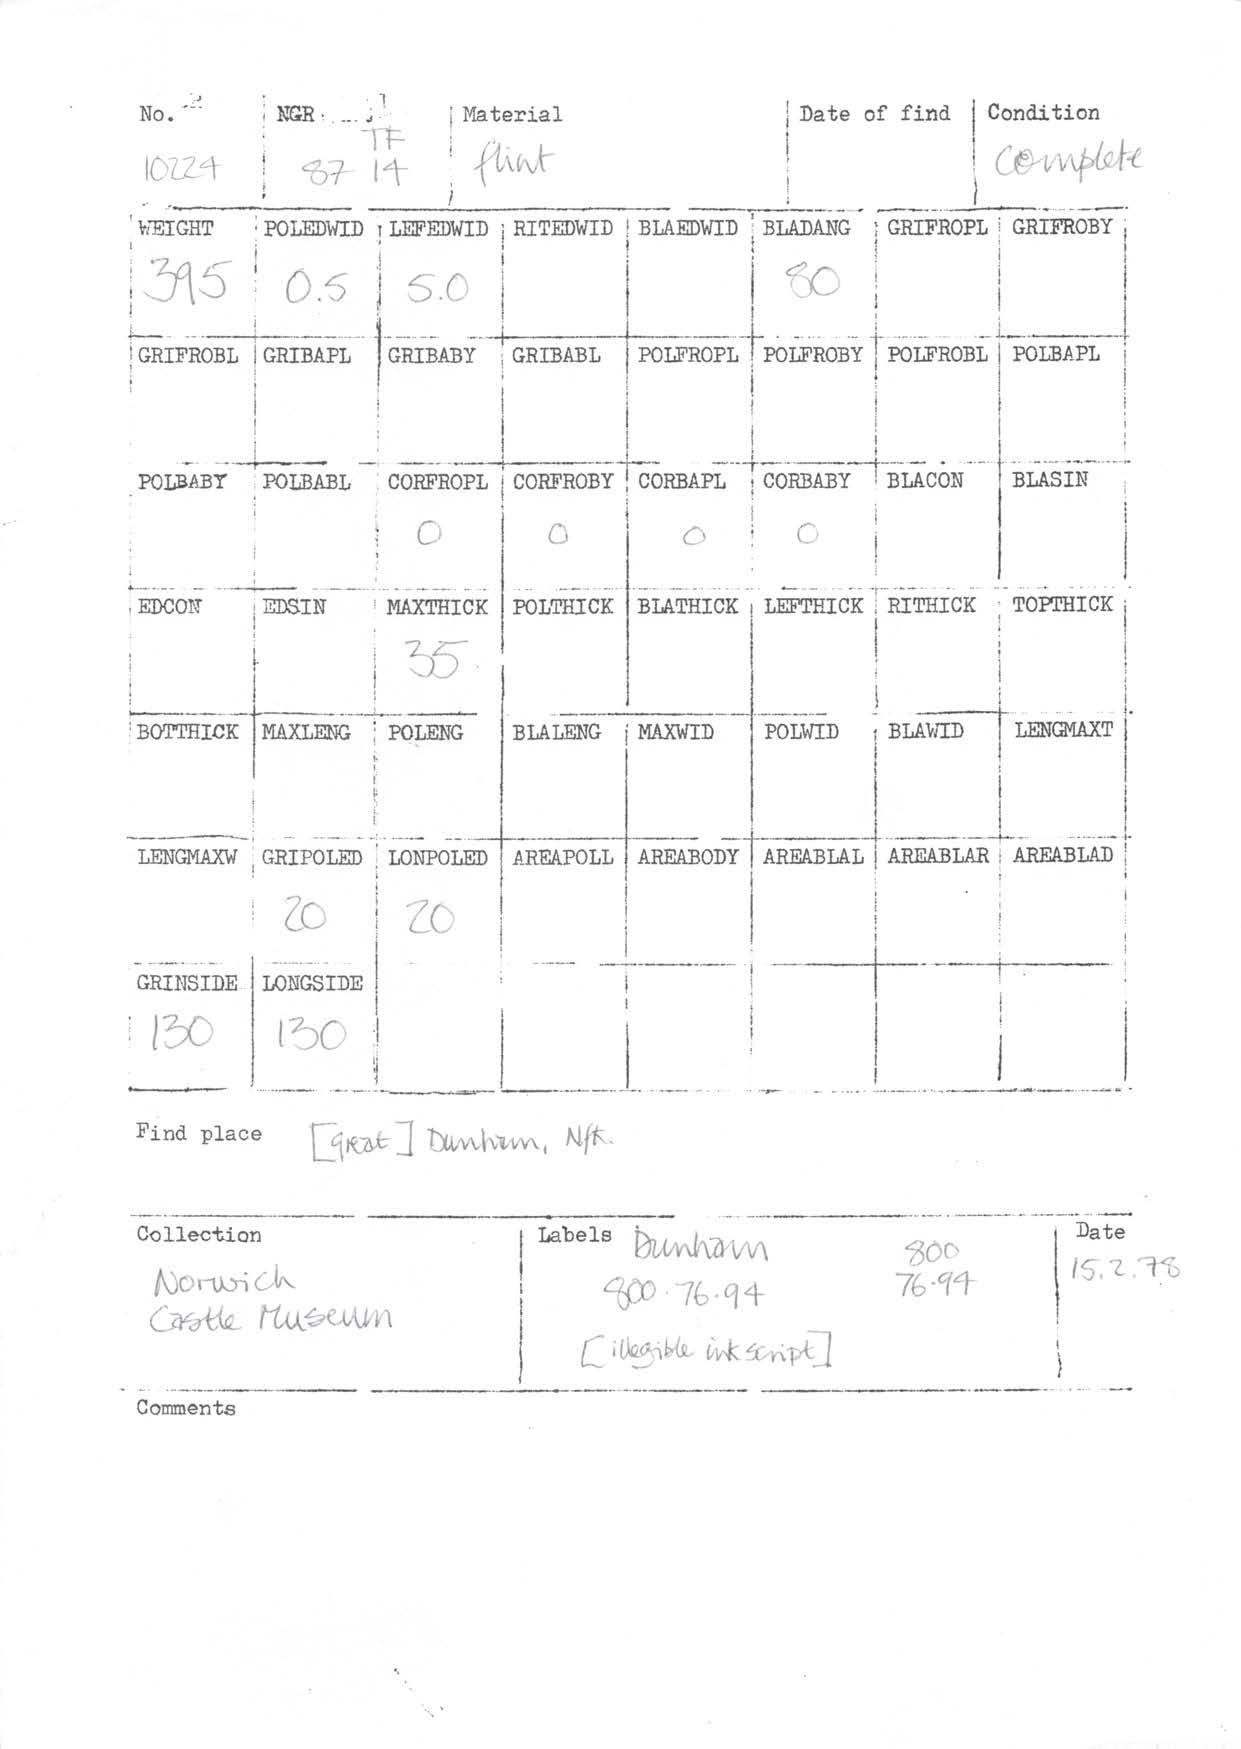 No. NGR Material Date of find Condition
TF
10224 87 14 flint complete
WEIGHT POLEDWID LEFEDWID RITEDWID BLAEDWID BLADANG GRIFROPL GRIFROBY
395 0.5 5.0 80
GRIFROBL GRIBAPL GRIBABY GRIBABL POLFROPL POLFROBY POLFROBL POLBAPL
POLBABY POLBABL CORFROPL CORFROBY CORBAPL CORBABY BLACON BLASIN
0 0 0 0
EDCON EDSIN MAXTHICK POLTHICK BLATHICK LEFTHICK RITHICK TOPTHICK
35
BOTTHICK MAXLENG POLENG BLALENG MAXWID POLWID BLAWID LENGMAXT
LENGMAXW GRIPOLED LONPOLED AREAPOLL AREABODY AREABLAL AREABLAR AREABLAD
20 20
GRINSIDE LONGSIDE
130 130
Find place [Great] Dunham, Nfk.
Collection Labels Dunham 800 Date
Norwich 800.76.94 76.94 15.2.78
Castle Museum
[illegible ink script]
Comments